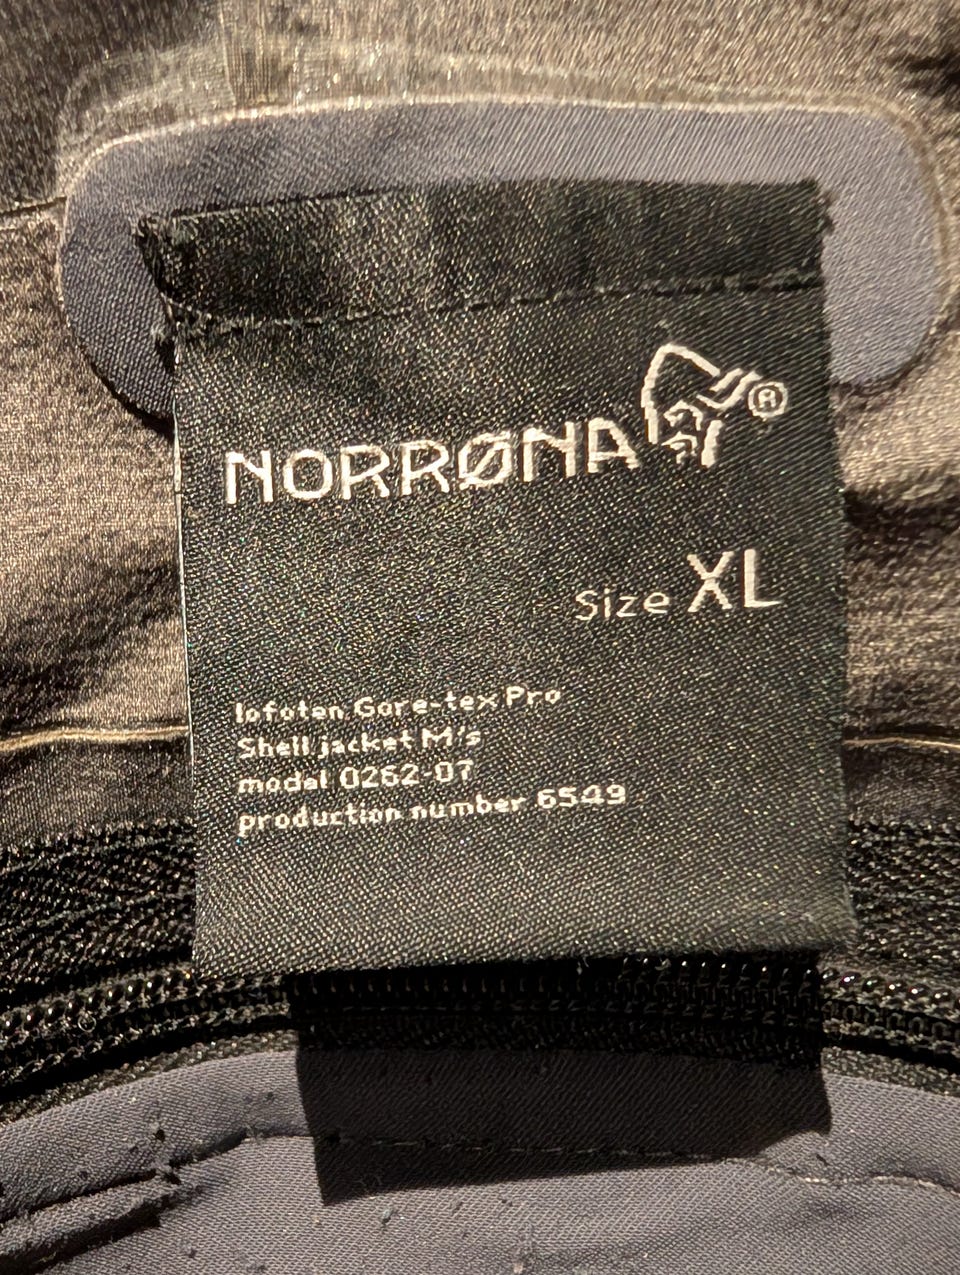 NORRØNA ®
Size XL
lofoten Gore-tex Pro
Shell jacket M's
model 0262-07
production number 6549